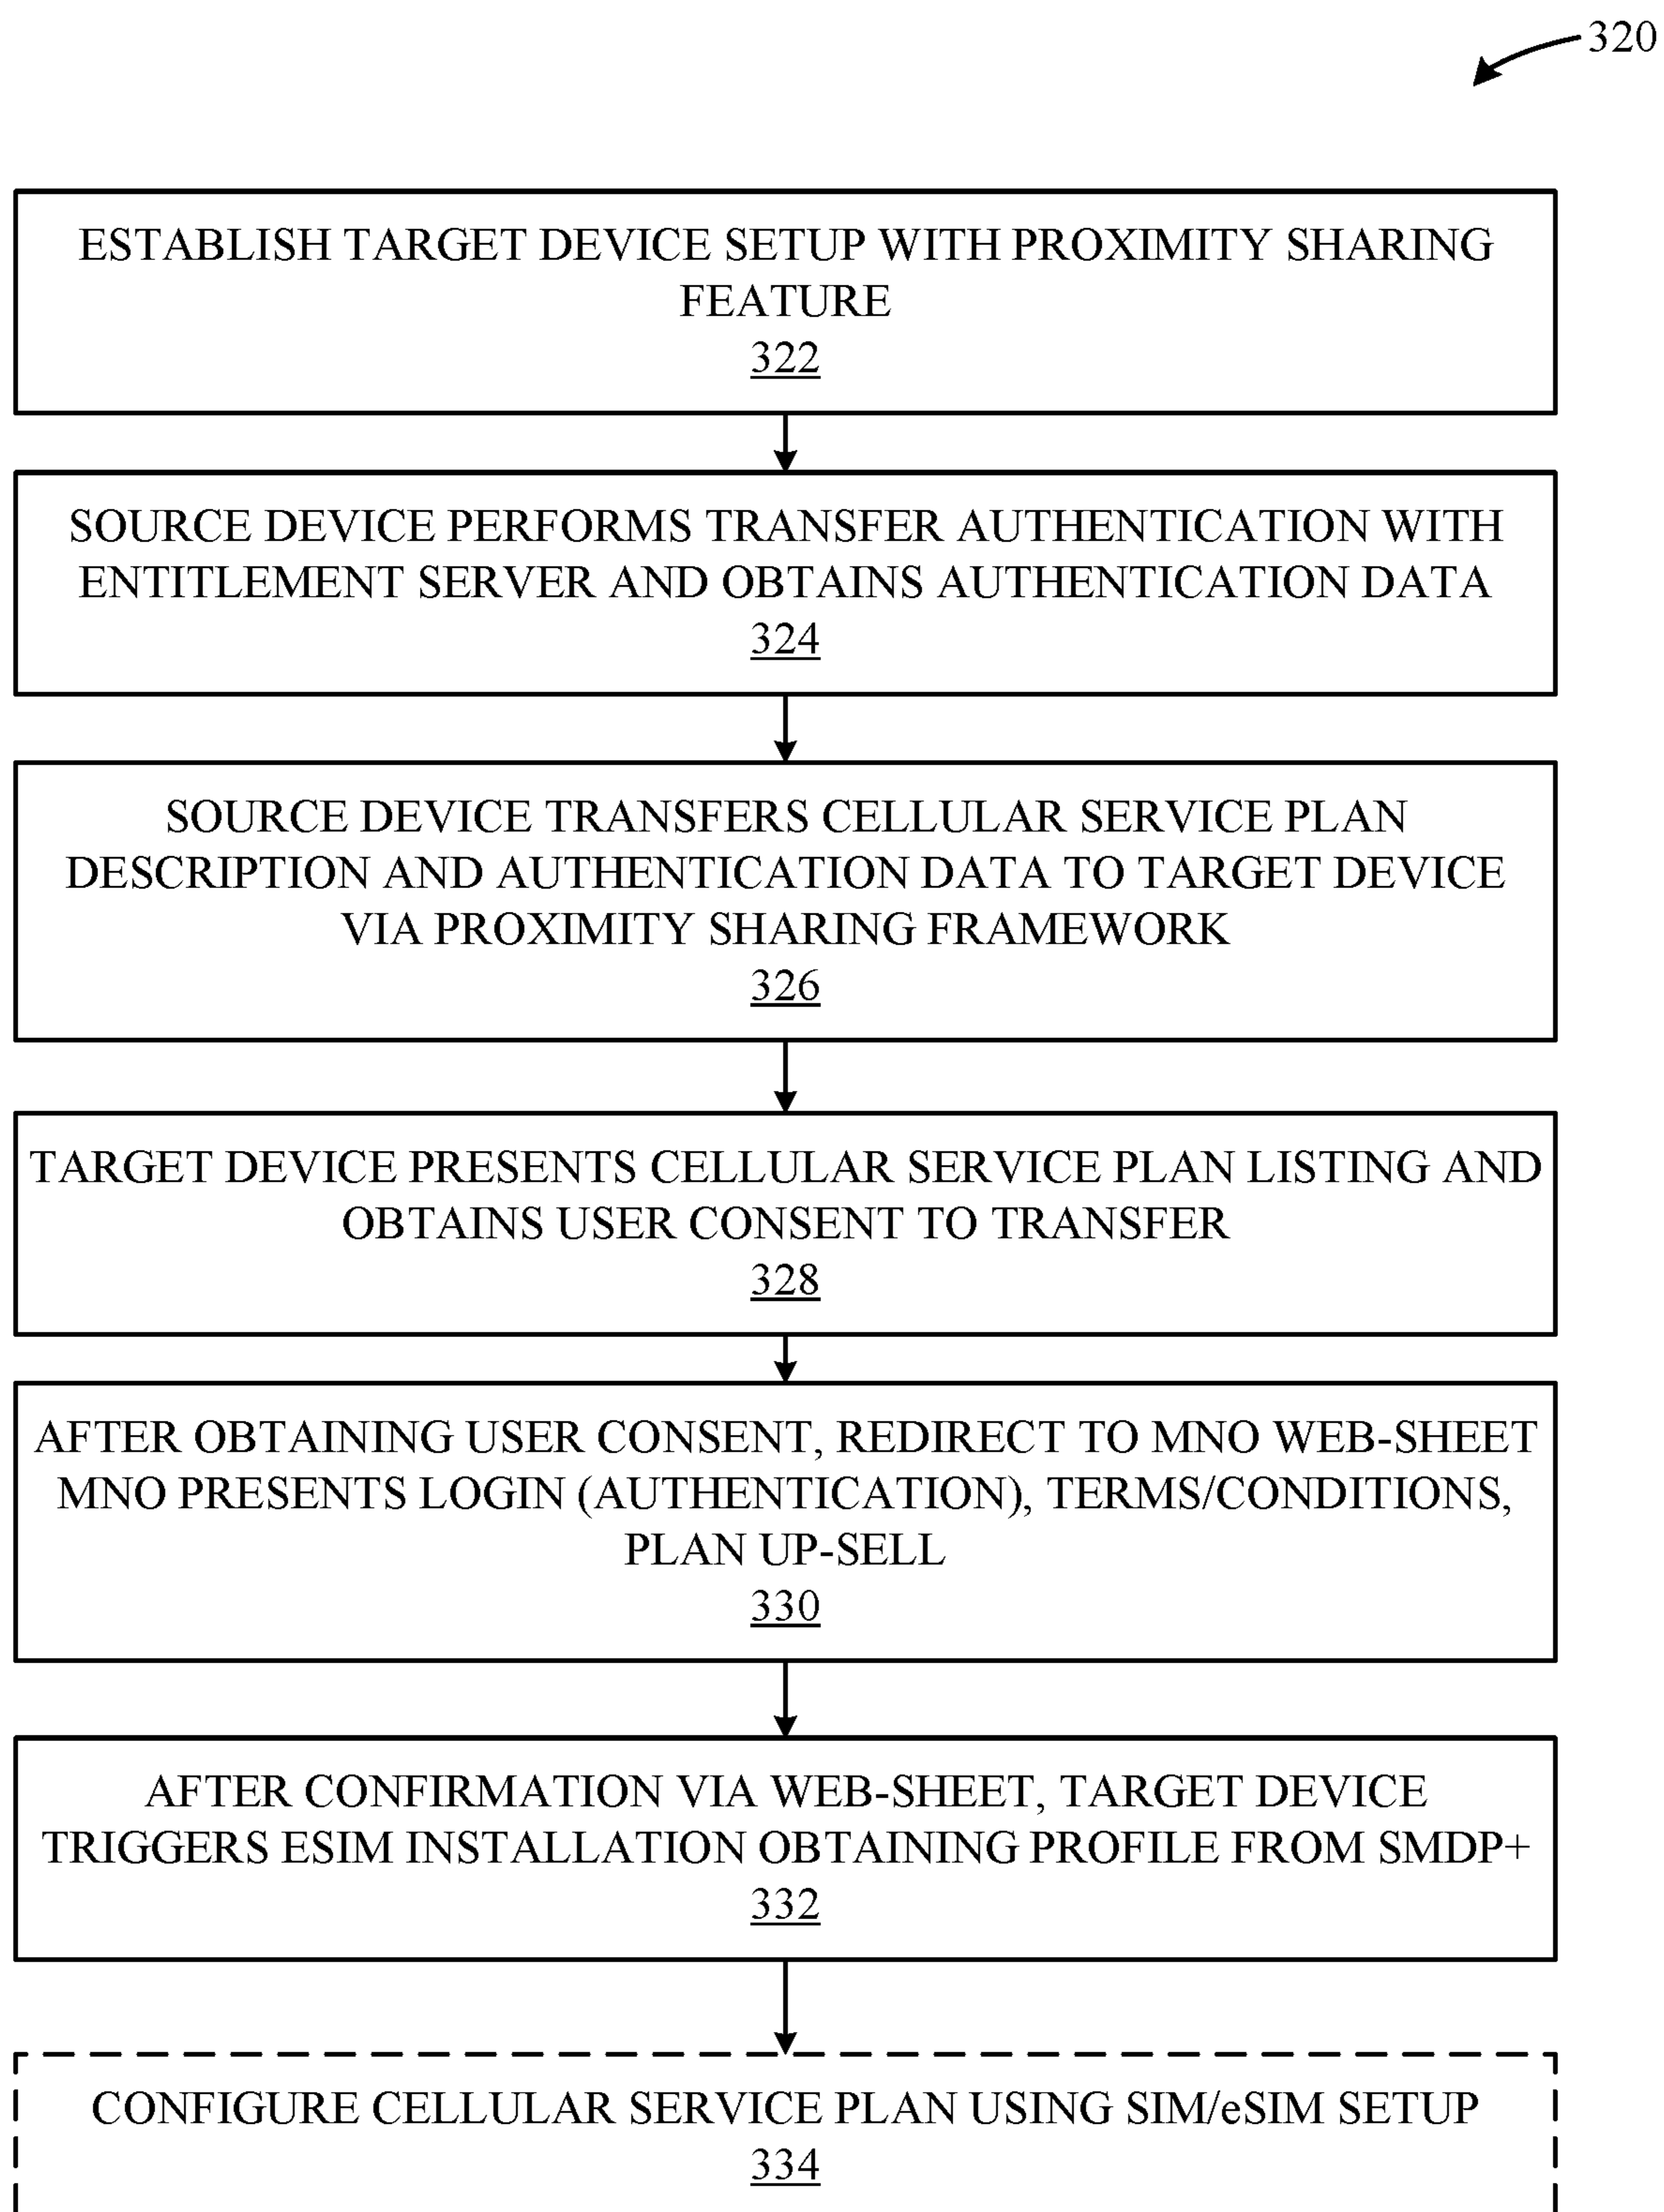 320
ESTABLISH TARGET DEVICE SETUP WITH PROXIMITY SHARING
FEATURE
322
SOURCE DEVICE PERFORMS TRANSFER AUTHENTICATION WITH
ENTITLEMENT SERVER AND OBTAINS AUTHENTICATION DATA
324
SOURCE DEVICE TRANSFERS CELLULAR SERVICE PLAN
DESCRIPTION AND AUTHENTICATION DATA TO TARGET DEVICE
VIA PROXIMITY SHARING FRAMEWORK
326
TARGET DEVICE PRESENTS CELLULAR SERVICE PLAN LISTING AND
OBTAINS USER CONSENT TO TRANSFER
328
AFTER OBTAINING USER CONSENT, REDIRECT TO MNO WEB-SHEET
MNO PRESENTS LOGIN (AUTHENTICATION), TERMS/CONDITIONS,
PLAN UP-SELL
330
AFTER CONFIRMATION VIA WEB-SHEET, TARGET DEVICE
TRIGGERS ESIM INSTALLATION OBTAINING PROFILE FROM SMDP+
332
CONFIGURE CELLULAR SERVICE PLAN USING SIM/eSIM SETUP
334